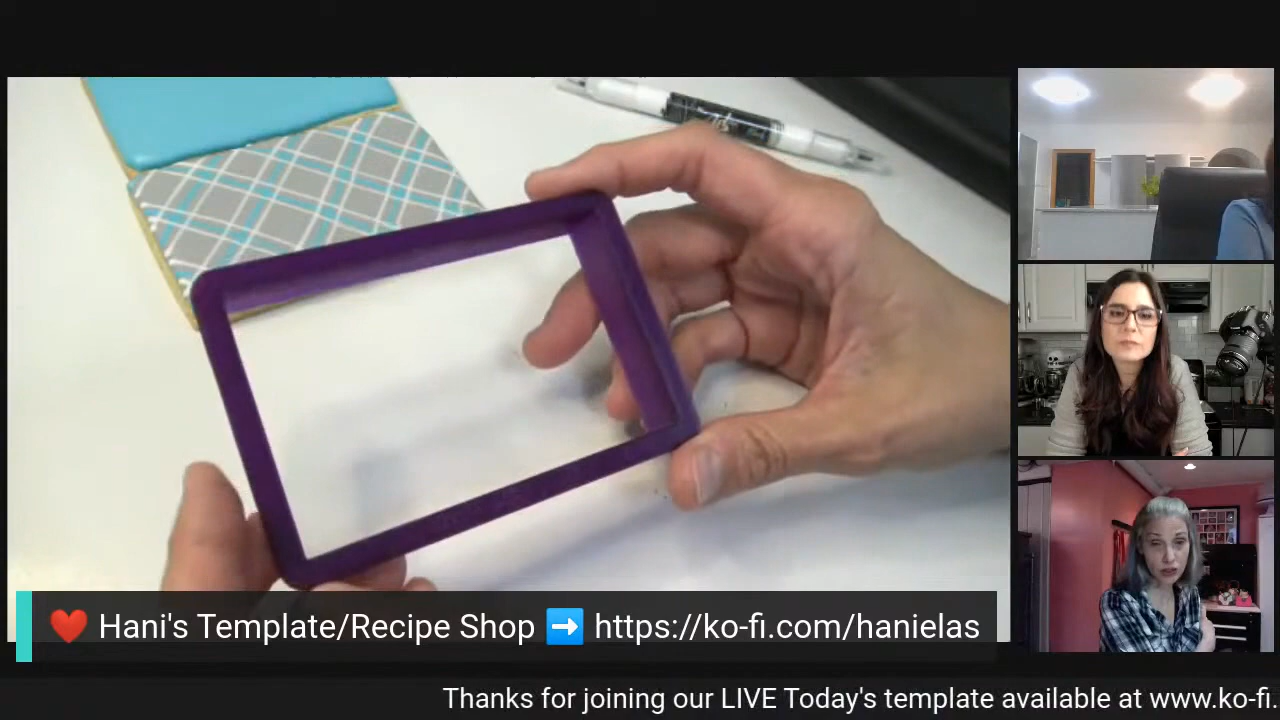 ❤️ Hani's Template/Recipe Shop ➡️ https://ko-fi.com/hanielas
Thanks for joining our LIVE Today's template available at www.ko-fi.